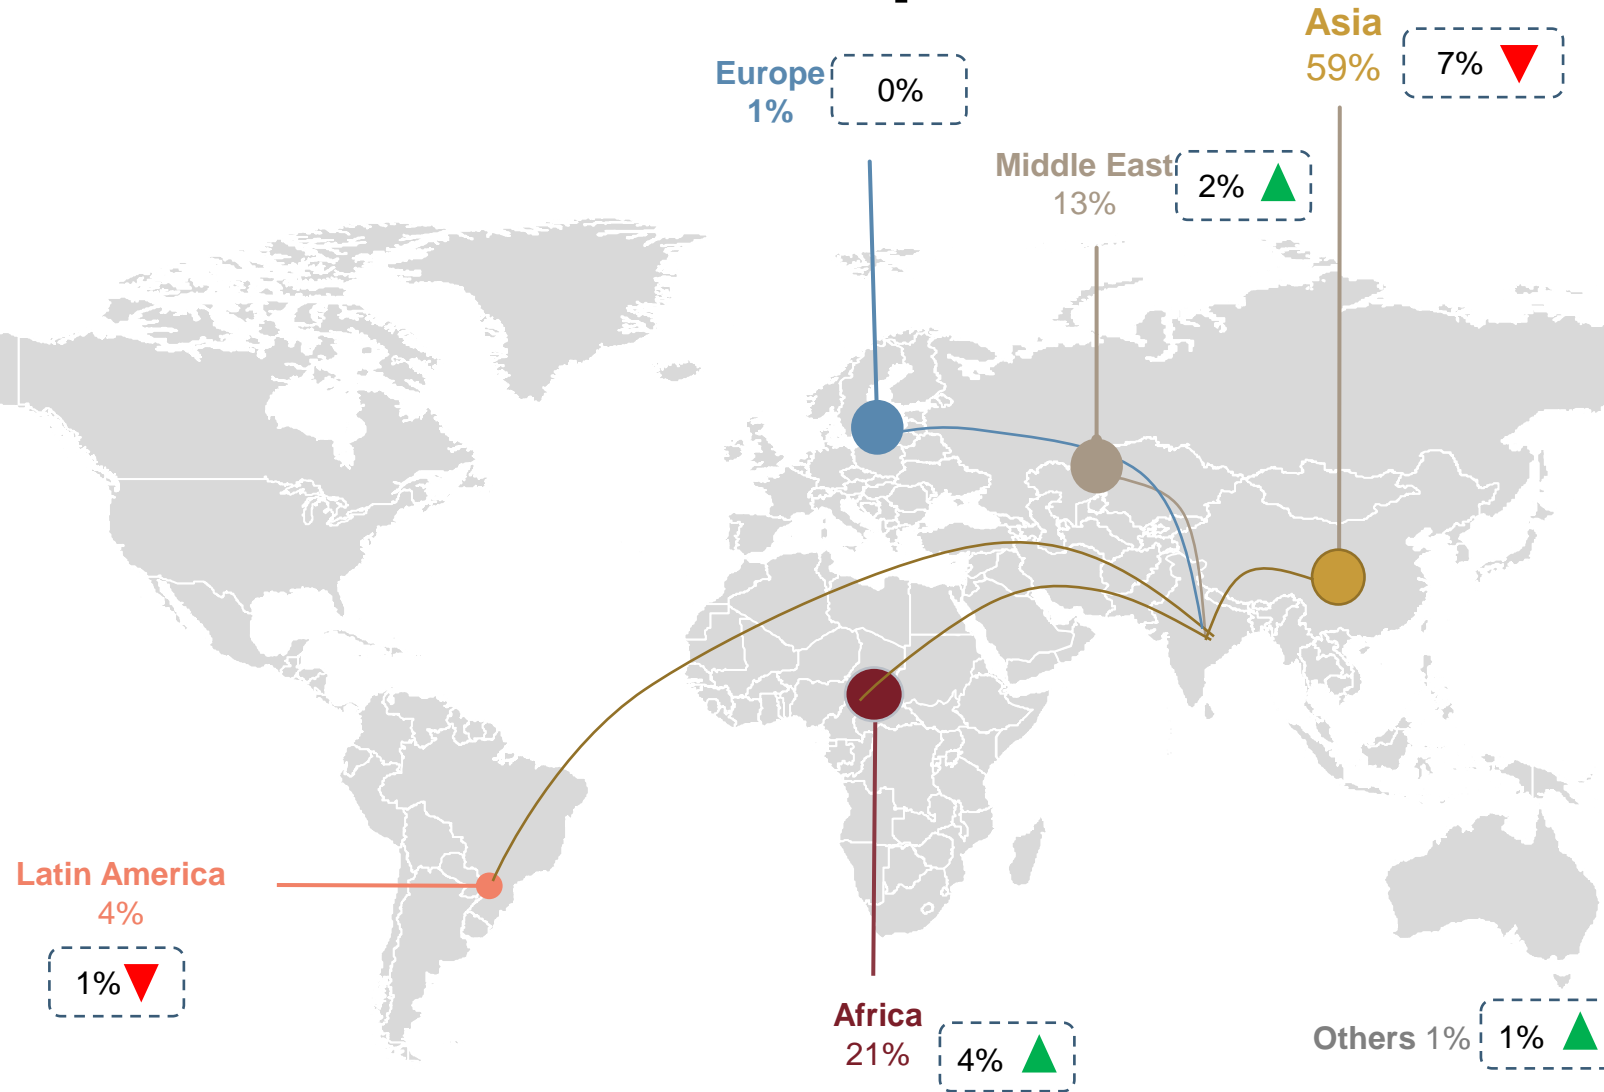 Asia
59%
7%
Europe
1%
0%
Middle East
13%
2%
Latin America
4%
1%
Africa
21%
4%
Others 1%
1%